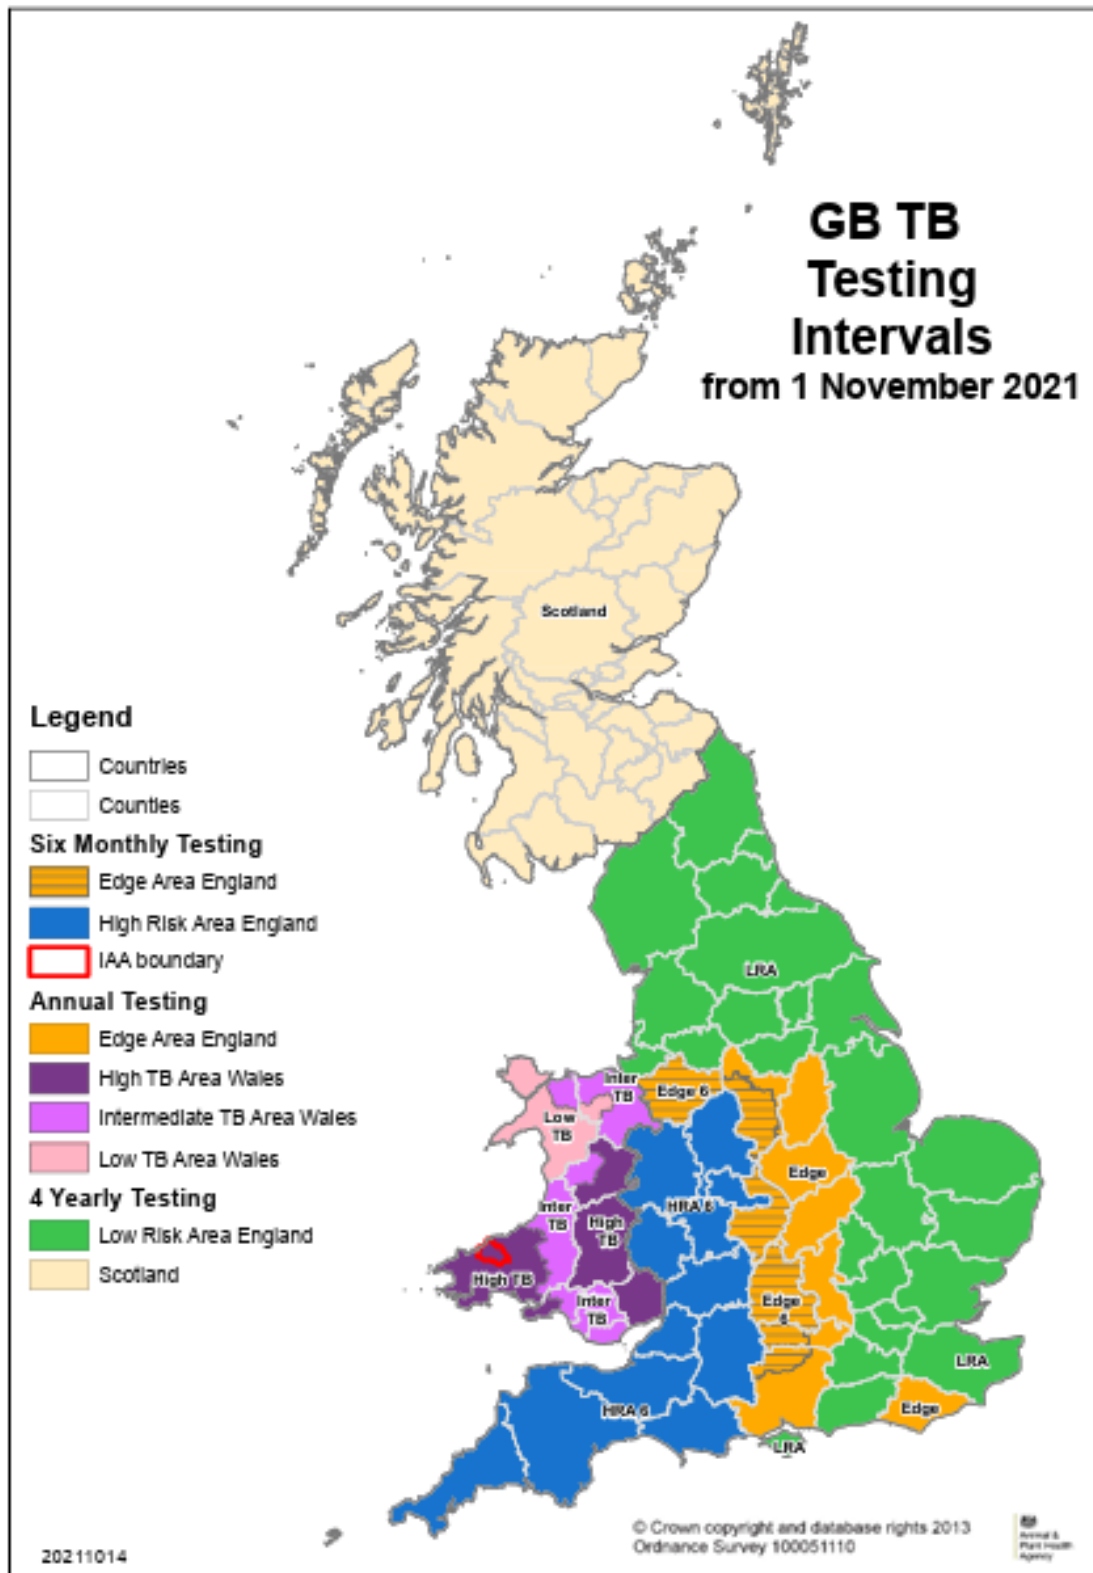 GB TB
Testing
Intervals
from 1 November 2021
Scotland
Legend
Countries
Counties
Six Monthly Testing
Edge Area England
High Risk Area England
IAA boundary
Annual Testing
Edge Area England
High TB Area Wales
Intermediate TB Area Wales
Low TB Area Wales
4 Yearly Testing
Low Risk Area England
Scotland
LRA
Inter
TB
Edge 6
Low
TB
Edge
Inter
TB
High
TB
HRA 6
High TB
Inter
TB
Edge
6
LRA
HRA 6
Edge
LRA
© Crown copyright and database rights 2013
Ordnance Survey 100051110
Animal &
Plant Health
Agency
20211014